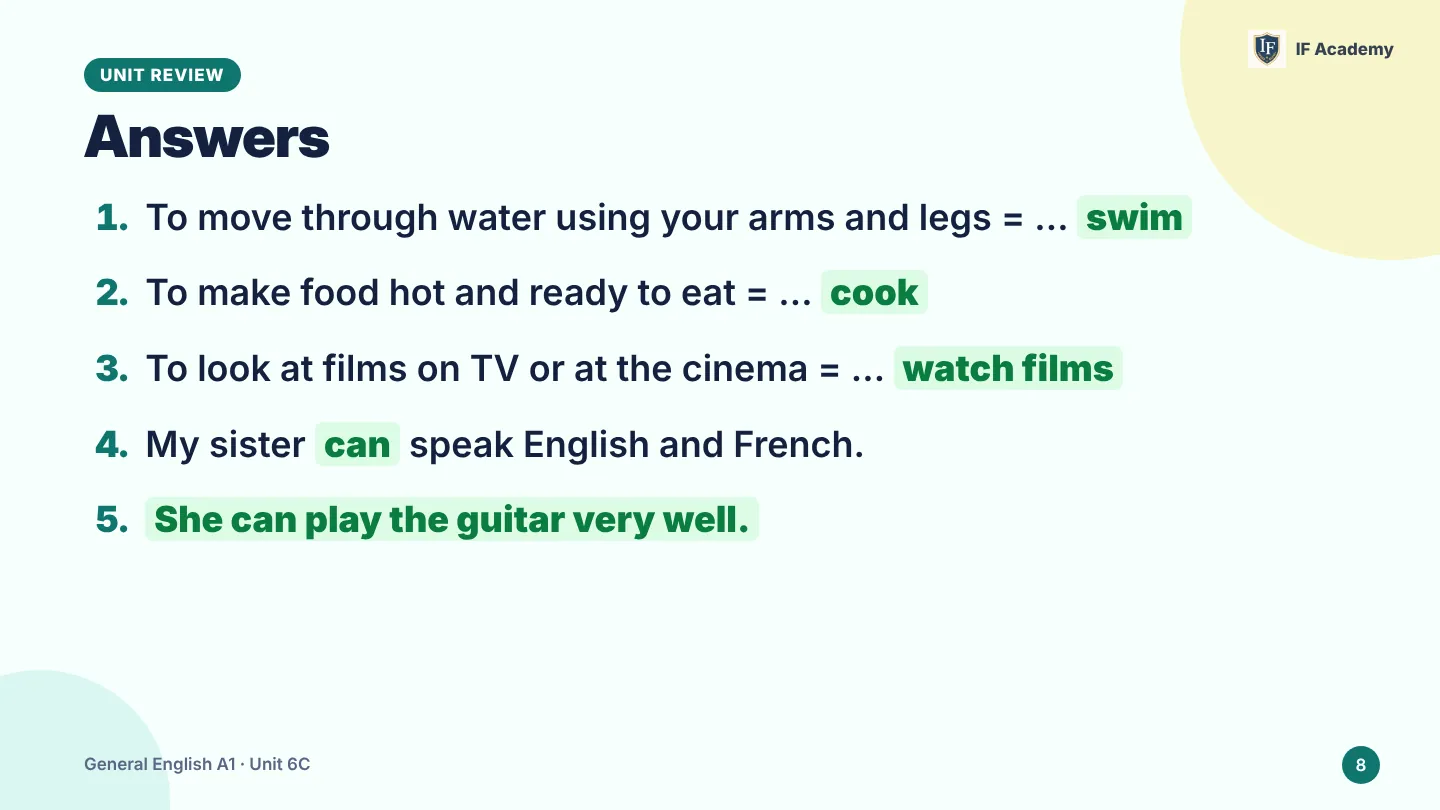 IF
IF Academy
UNIT REVIEW
Answers
1. To move through water using your arms and legs = ... swim
2. To make food hot and ready to eat = ... cook
3. To look at films on TV or at the cinema = ... watch films
4. My sister can speak English and French.
5. She can play the guitar very well.
General English A1 · Unit 6C
8